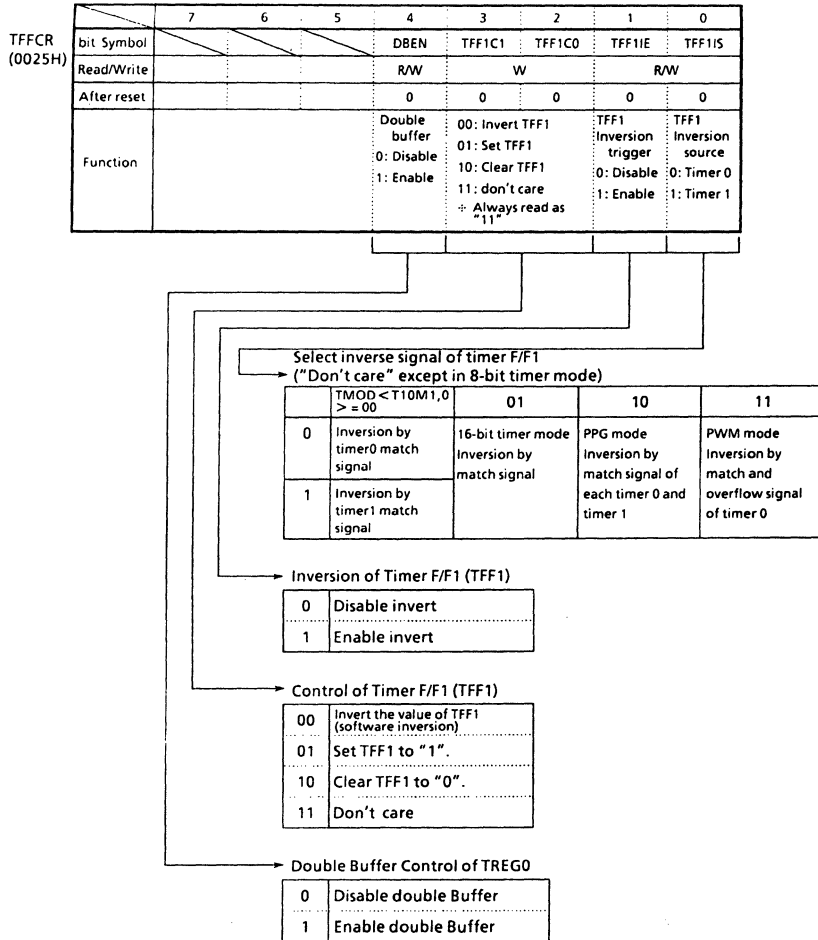 7 6 5 4 3 2 1 0
TFFCR
(0025H)
bit Symbol DBEN TFF1C1 TFF1C0 TFF1IE TFF1IS
Read/Write R/W W R/W
After reset 0 0 0 0 0
Function
Double
buffer
0: Disable
1: Enable
00: Invert TFF1
01: Set TFF1
10: Clear TFF1
11: don't care
※ Always read as
"11"
TFF1
Inversion
trigger
0: Disable
1: Enable
TFF1
Inversion
source
0: Timer 0
1: Timer 1
Select inverse signal of timer F/F1
("Don't care" except in 8-bit timer mode)
TMOD <T10M1,0
> = 00
01 10 11
0
Inversion by
timer0 match
signal
1
Inversion by
timer1 match
signal
16-bit timer mode
Inversion by
match signal
PPG mode
Inversion by
match signal of
each timer 0 and
timer 1
PWM mode
Inversion by
match and
overflow signal
of timer 0
Inversion of Timer F/F1 (TFF1)
0 Disable invert
1 Enable invert
Control of Timer F/F1 (TFF1)
00 Invert the value of TFF1
(software inversion)
01 Set TFF1 to "1".
10 Clear TFF1 to "0".
11 Don't care
Double Buffer Control of TREG0
0 Disable double Buffer
1 Enable double Buffer